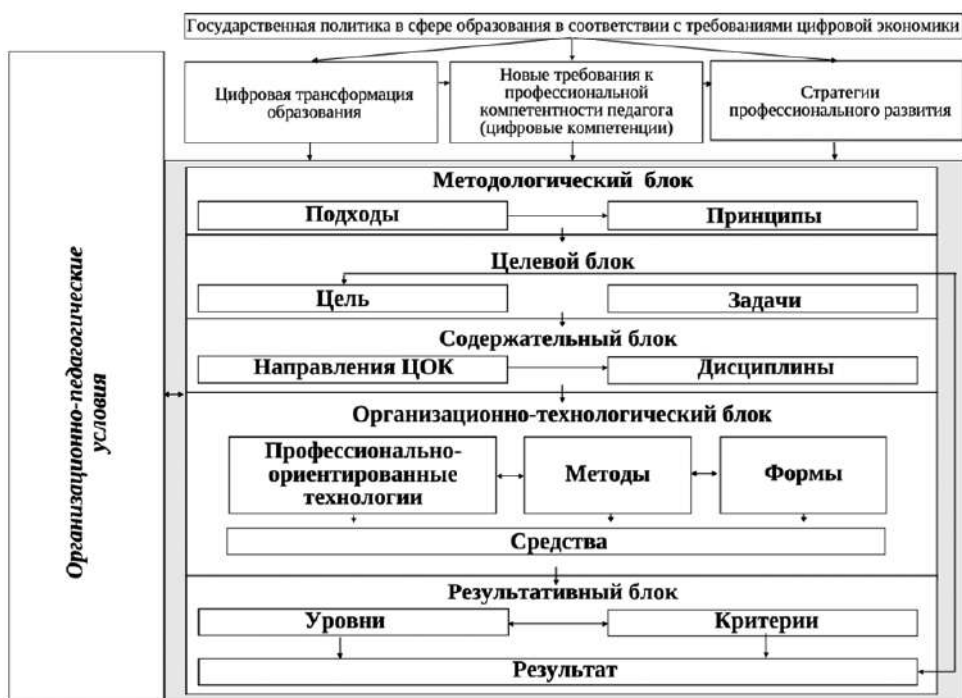 Государственная политика в сфере образования в соответствии с требованиями цифровой экономики
Цифровая трансформация
образования
Новые требования к
профессиональной
компетентности педагога
(цифровые компетенции)
Стратегии
профессионального развития
Организационно-педагогические
условия
Методологический блок
Подходы
Принципы
Целевой блок
Цель
Задачи
Содержательный блок
Направления ЦОК
Дисциплины
Организационно-технологический блок
Профессионально-
ориентированные
технологии
Методы
Формы
Средства
Результативный блок
Уровни
Критерии
Результат